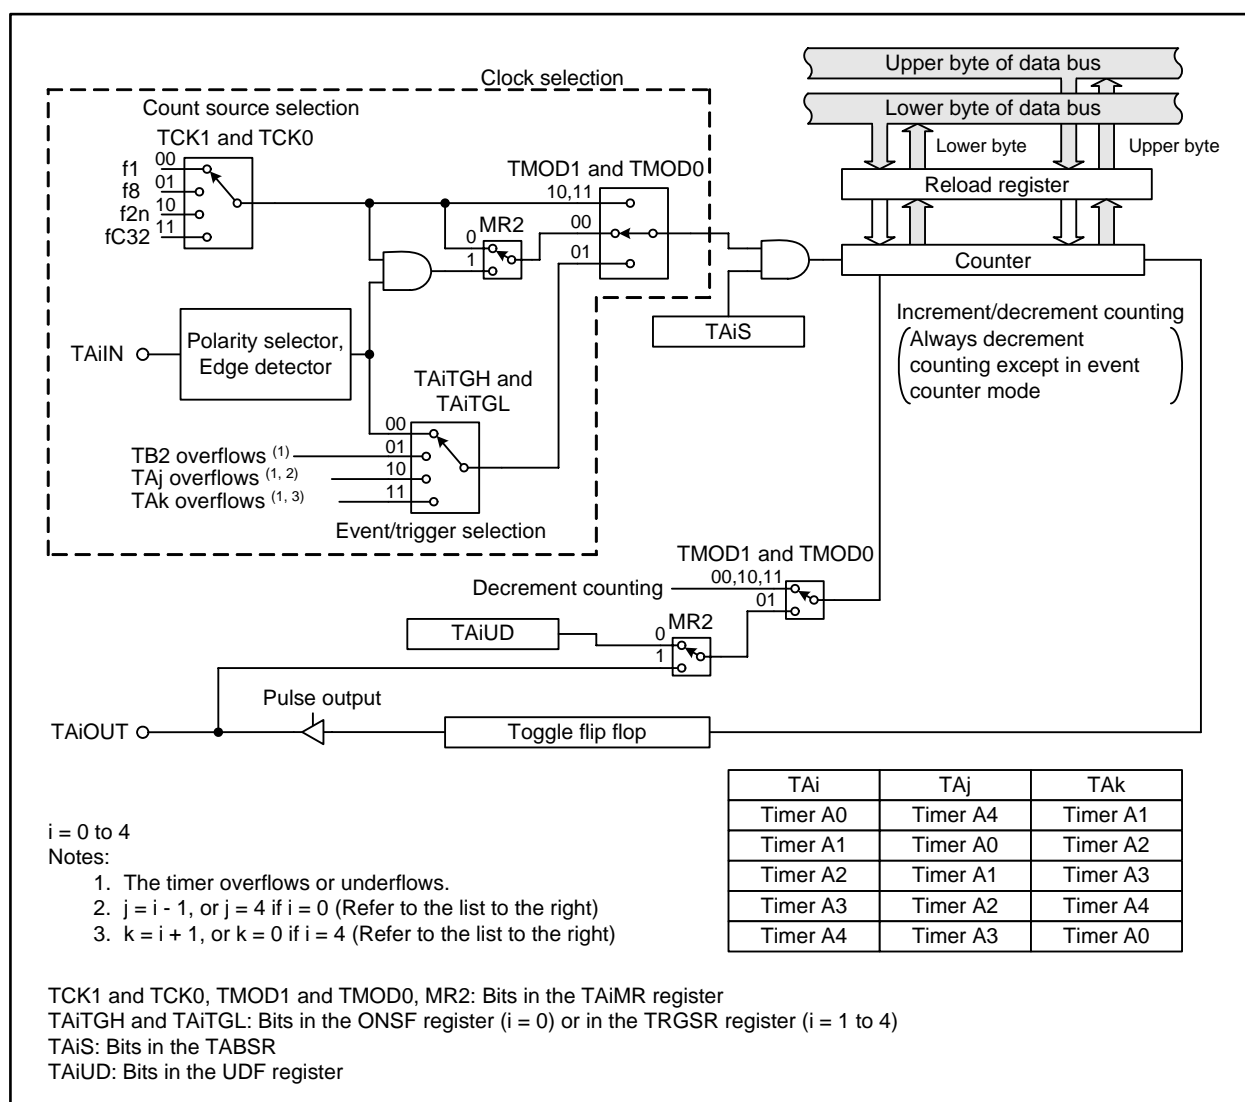 Upper byte of data bus
Clock selection
Count source selection
Lower byte of data bus
TCK1 and TCK0
Lower byte
Upper byte
f1 00
f8 01
f2n 10
fC32 11
TMOD1 and TMOD0
10,11
00
01
Reload register
MR2
0
1
Counter
TAiIN
Polarity selector,
Edge detector
TAiS
Increment/decrement counting
Always decrement
counting except in event
counter mode
TAiTGH and
TAiTGL
00
TB2 overflows (1) 01
TAj overflows (1, 2) 10
TAk overflows (1, 3) 11
Event/trigger selection
TMOD1 and TMOD0
Decrement counting 00,10,11
01
TAiUD
MR2
0
1
Pulse output
TAiOUT
Toggle flip flop
TAi TAj TAk
Timer A0 Timer A4 Timer A1
Timer A1 Timer A0 Timer A2
Timer A2 Timer A1 Timer A3
Timer A3 Timer A2 Timer A4
Timer A4 Timer A3 Timer A0
i = 0 to 4
Notes:
1. The timer overflows or underflows.
2. j = i - 1, or j = 4 if i = 0 (Refer to the list to the right)
3. k = i + 1, or k = 0 if i = 4 (Refer to the list to the right)
TCK1 and TCK0, TMOD1 and TMOD0, MR2: Bits in the TAiMR register
TAiTGH and TAiTGL: Bits in the ONSF register (i = 0) or in the TRGSR register (i = 1 to 4)
TAiS: Bits in the TABSR
TAiUD: Bits in the UDF register